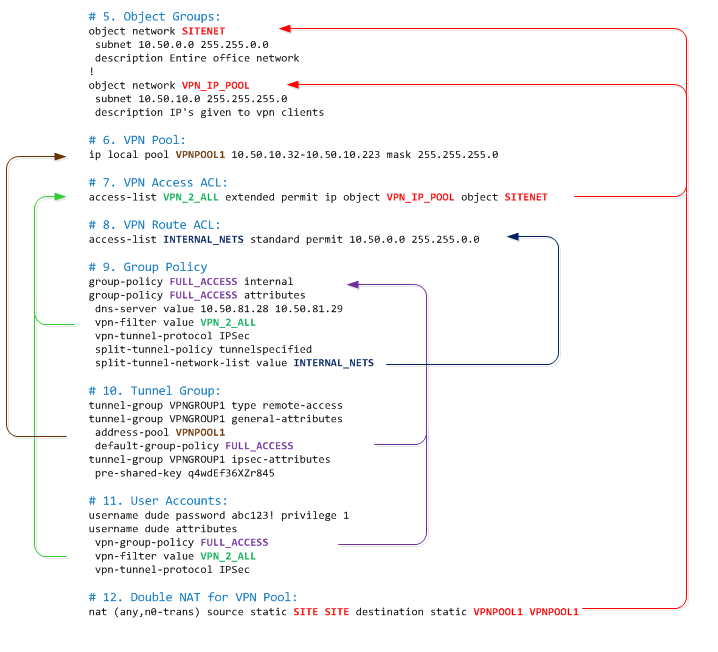 # 5. Object Groups:
object network SITENET
subnet 10.50.0.0 255.255.0.0
description Entire office network
!
object network VPN_IP_POOL
subnet 10.50.10.0 255.255.255.0
description IP's given to vpn clients
# 6. VPN Pool:
ip local pool VPNPOOL1 10.50.10.32-10.50.10.223 mask 255.255.255.0
# 7. VPN Access ACL:
access-list VPN_2_ALL extended permit ip object VPN_IP_POOL object SITENET
# 8. VPN Route ACL:
access-list INTERNAL_NETS standard permit 10.50.0.0 255.255.0.0
# 9. Group Policy
group-policy FULL_ACCESS internal
group-policy FULL_ACCESS attributes
dns-server value 10.50.81.28 10.50.81.29
vpn-filter value VPN_2_ALL
vpn-tunnel-protocol IPSec
split-tunnel-policy tunnelspecified
split-tunnel-network-list value INTERNAL_NETS
# 10. Tunnel Group:
tunnel-group VPNGROUP1 type remote-access
tunnel-group VPNGROUP1 general-attributes
address-pool VPNPOOL1
default-group-policy FULL_ACCESS
tunnel-group VPNGROUP1 ipsec-attributes
pre-shared-key q4wdEf36XZr845
# 11. User Accounts:
username dude password abc123! privilege 1
username dude attributes
vpn-group-policy FULL_ACCESS
vpn-filter value VPN_2_ALL
vpn-tunnel-protocol IPSec
# 12. Double NAT for VPN Pool:
nat (any,n0-trans) source static SITE SITE destination static VPNPOOL1 VPNPOOL1